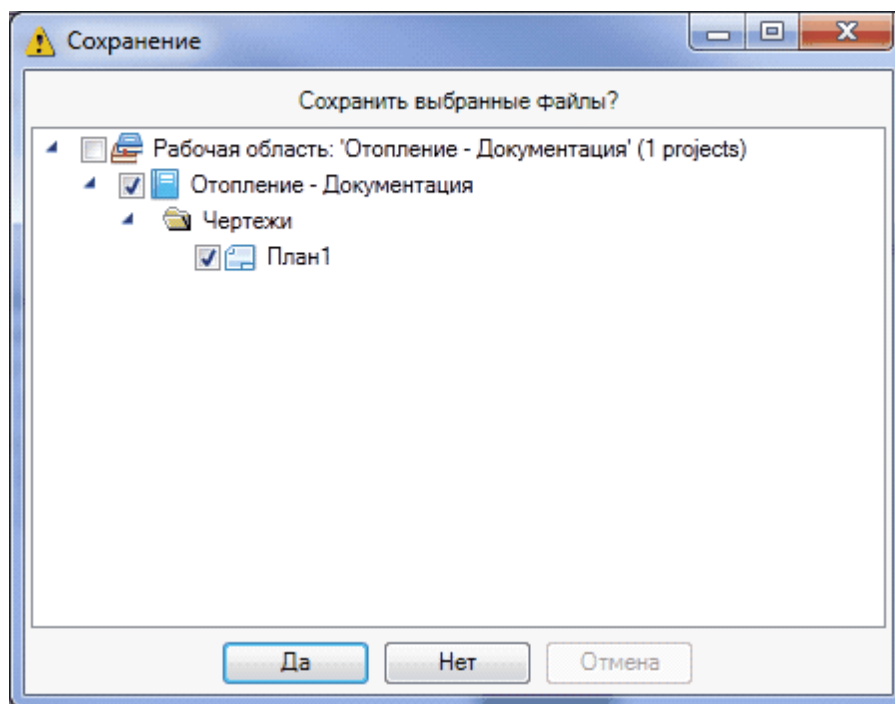 Сохранение
Сохранить выбранные файлы?
Рабочая область: 'Отопление - Документация' (1 projects)
Отопление - Документация
Чертежи
План1
Да Нет Отмена